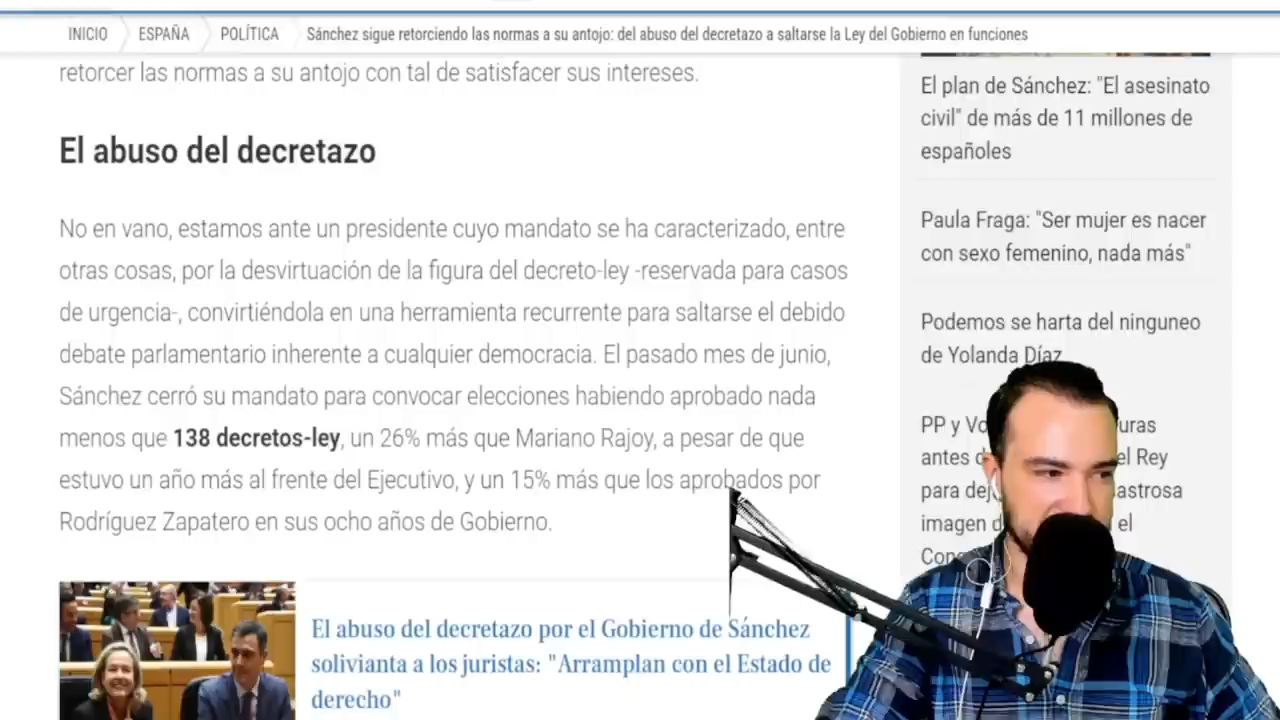 INICIO
ESPAÑA
POLÍTICA
Sánchez sigue retorciendo las normas a su antojo: del abuso del decretazo a saltarse la Ley del Gobierno en funciones
retorcer las normas a su antojo con tal de satisfacer sus intereses.
El abuso del decretazo
No en vano, estamos ante un presidente cuyo mandato se ha caracterizado, entre
otras cosas, por la desvirtuación de la figura del decreto-ley -reservada para casos
de urgencia-, convirtiéndola en una herramienta recurrente para saltarse el debido
debate parlamentario inherente a cualquier democracia. El pasado mes de junio,
Sánchez cerró su mandato para convocar elecciones habiendo aprobado nada
menos que 138 decretos-ley, un 26% más que Mariano Rajoy, a pesar de que
estuvo un año más al frente del Ejecutivo, y un 15% más que los aprobados por
Rodríguez Zapatero en sus ocho años de Gobierno.
El abuso del decretazo por el Gobierno de Sánchez
solivianta a los juristas: "Arramplan con el Estado de
derecho"
El plan de Sánchez: "El asesinato
civil" de más de 11 millones de
españoles
Paula Fraga: "Ser mujer es nacer
con sexo femenino, nada más"
Podemos se harta del ninguneo
de Yolanda Díaz
PP y
antes el Rey
para
imagen el